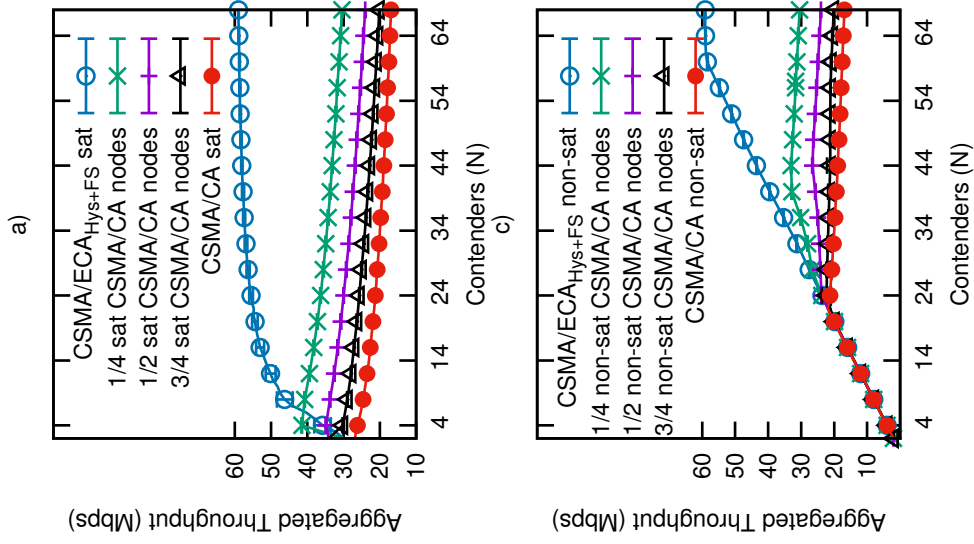 a)
Aggregated Throughput (Mbps)
60
50
40
30
20
10
CSMA/ECA_Hys+FS sat
1/4 sat CSMA/CA nodes
1/2 sat CSMA/CA nodes
3/4 sat CSMA/CA nodes
CSMA/CA sat
4 14 24 34 44 54 64
Contenders (N)
c)
Aggregated Throughput (Mbps)
60
50
40
30
20
10
CSMA/ECA_Hys+FS non-sat
1/4 non-sat CSMA/CA nodes
1/2 non-sat CSMA/CA nodes
3/4 non-sat CSMA/CA nodes
CSMA/CA non-sat
4 14 24 34 44 54 64
Contenders (N)